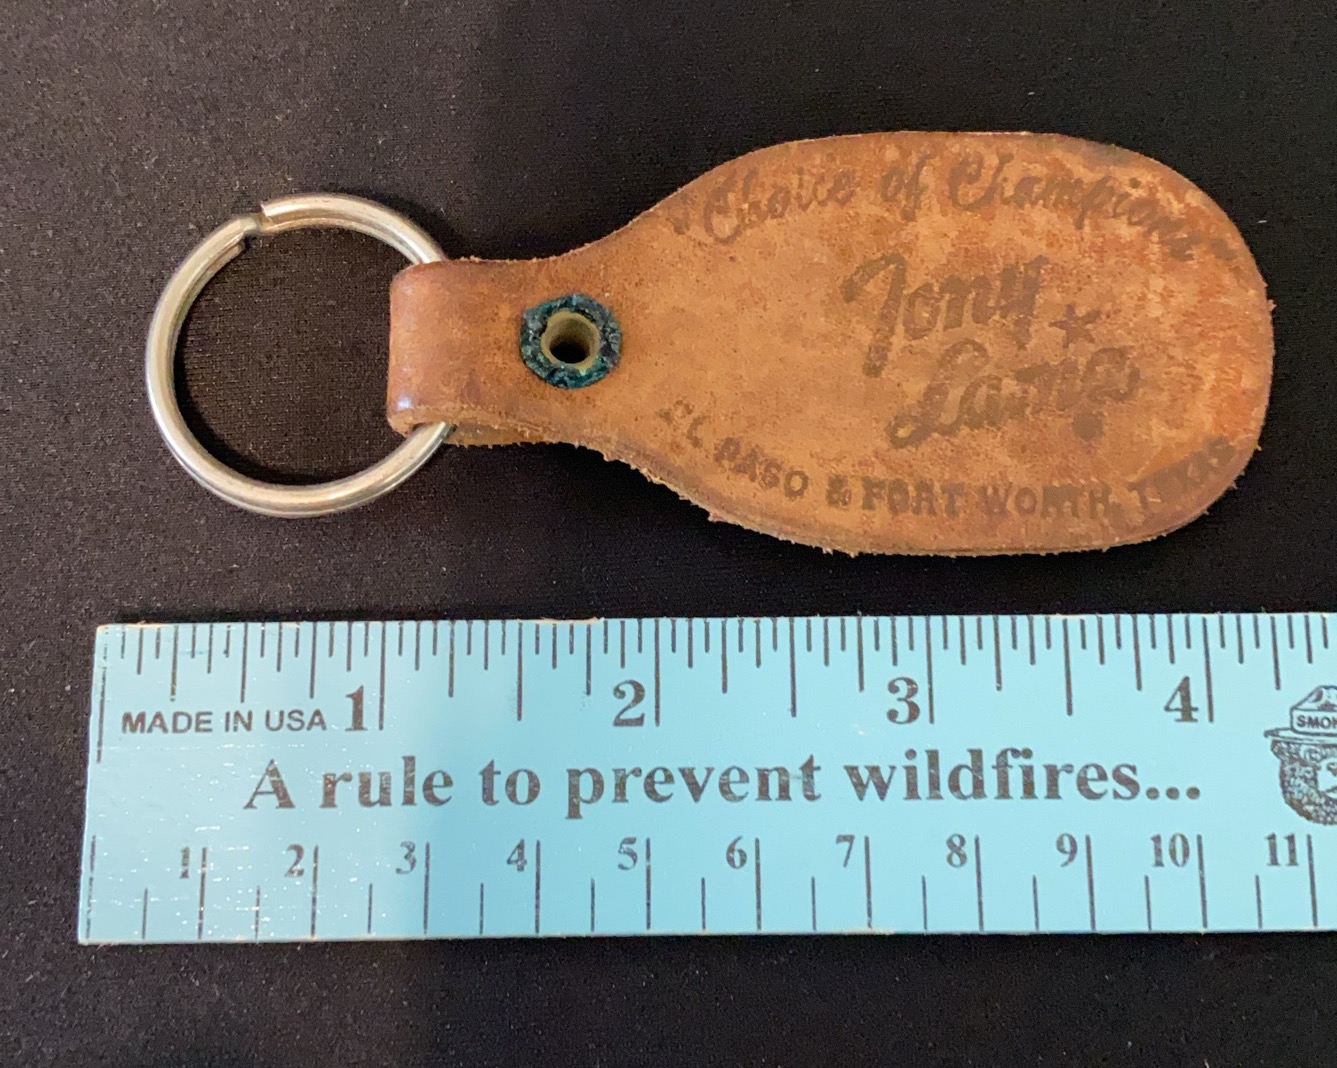 "Choice of Champions"
Tony
Lama
EL PASO & FORT WORTH, TEXAS
1 2 3 4
MADE IN USA
SMOK
A rule to prevent wildfires...
1 2 3 4 5 6 7 8 9 10 11